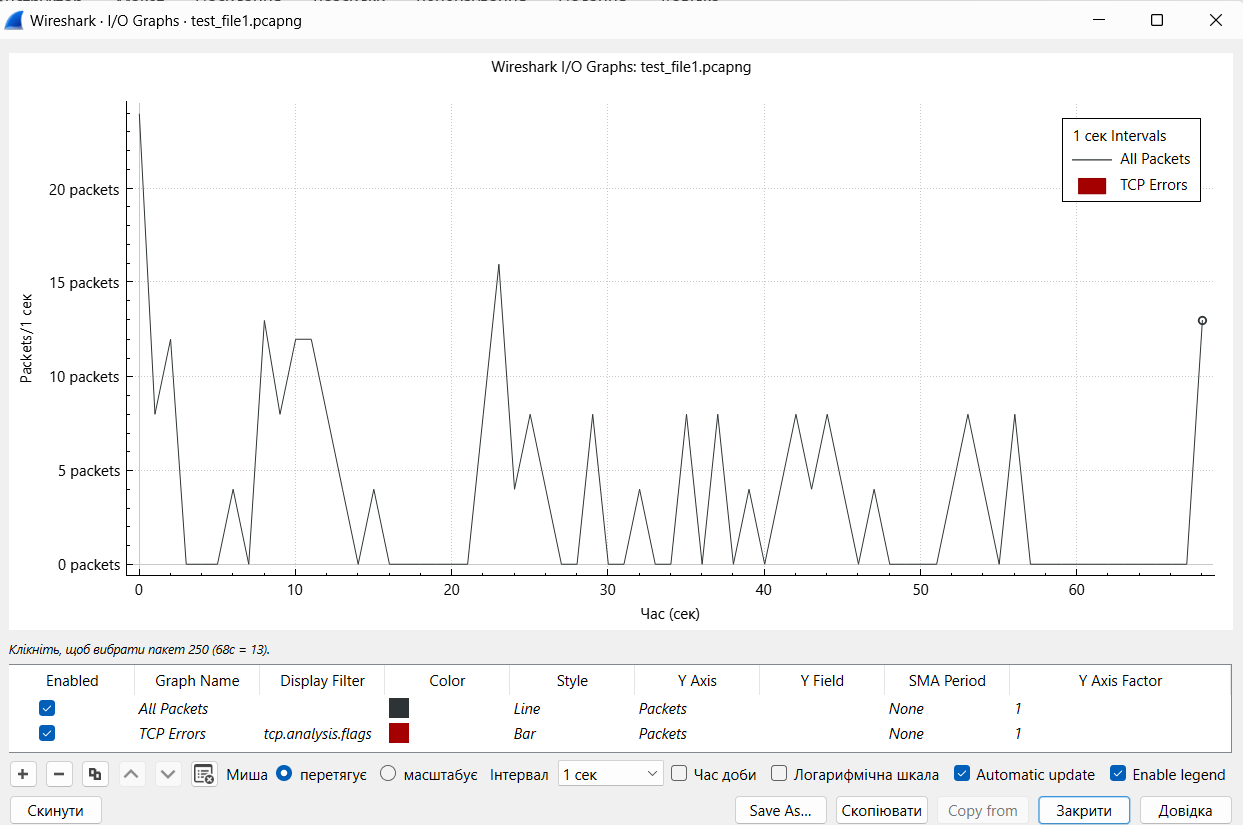 Wireshark · I/O Graphs · test_file1.pcapng
Wireshark I/O Graphs: test_file1.pcapng
1 сек Intervals
All Packets
TCP Errors
Packets/1 сек
20 packets
15 packets
10 packets
5 packets
0 packets
0 10 20 30 40 50 60
Час (сек)
Клікніть, щоб вибрати пакет 250 (68с = 13).
Enabled Graph Name Display Filter Color Style Y Axis Y Field SMA Period Y Axis Factor
All Packets Line Packets None 1
TCP Errors tcp.analysis.flags Bar Packets None 1
Миша перетягує масштабує Інтервал 1 сек Час доби Логарифмічна шкала Automatic update Enable legend
Скинути Save As... Скопіювати Copy from Закрити Довідка